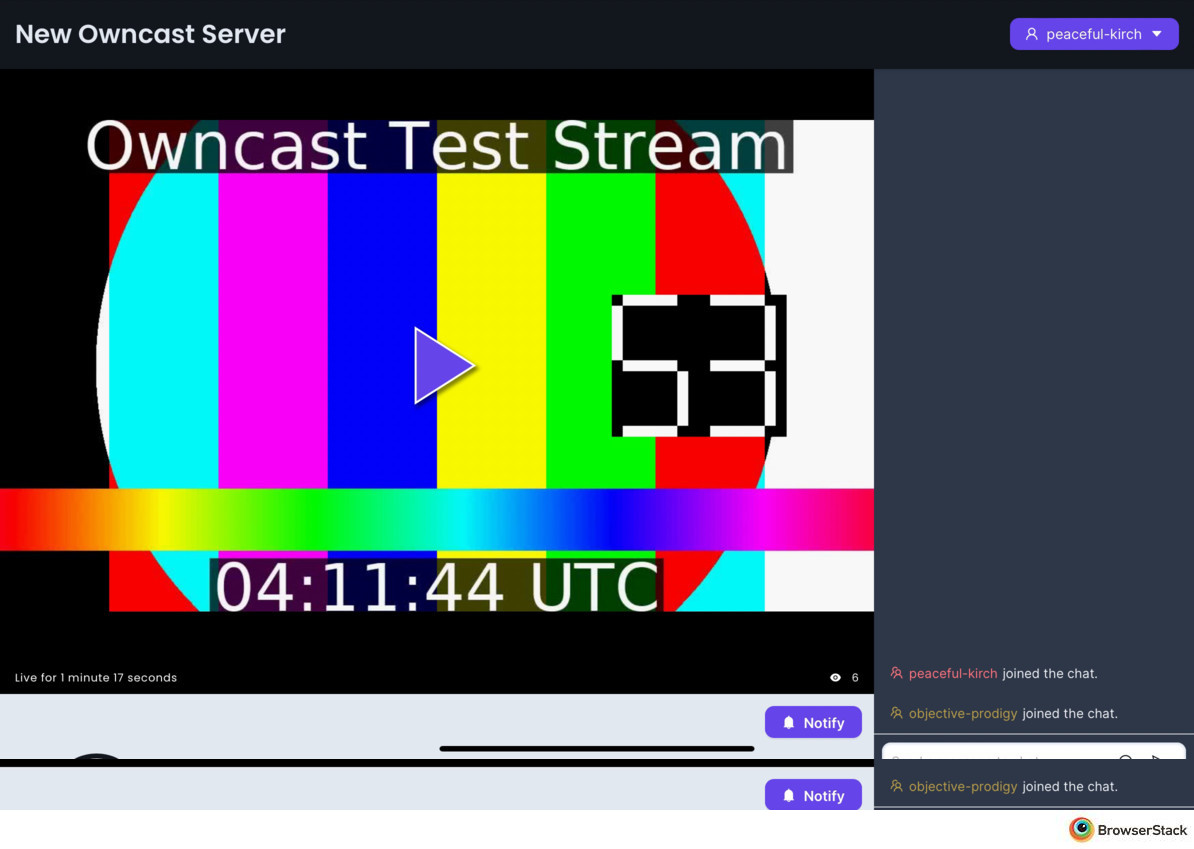 New Owncast Server
peaceful-kirch
Owncast Test Stream
53
04:11:44 UTC
Live for 1 minute 17 seconds
6
peaceful-kirch joined the chat.
objective-prodigy joined the chat.
Notify
objective-prodigy joined the chat.
Notify
BrowserStack